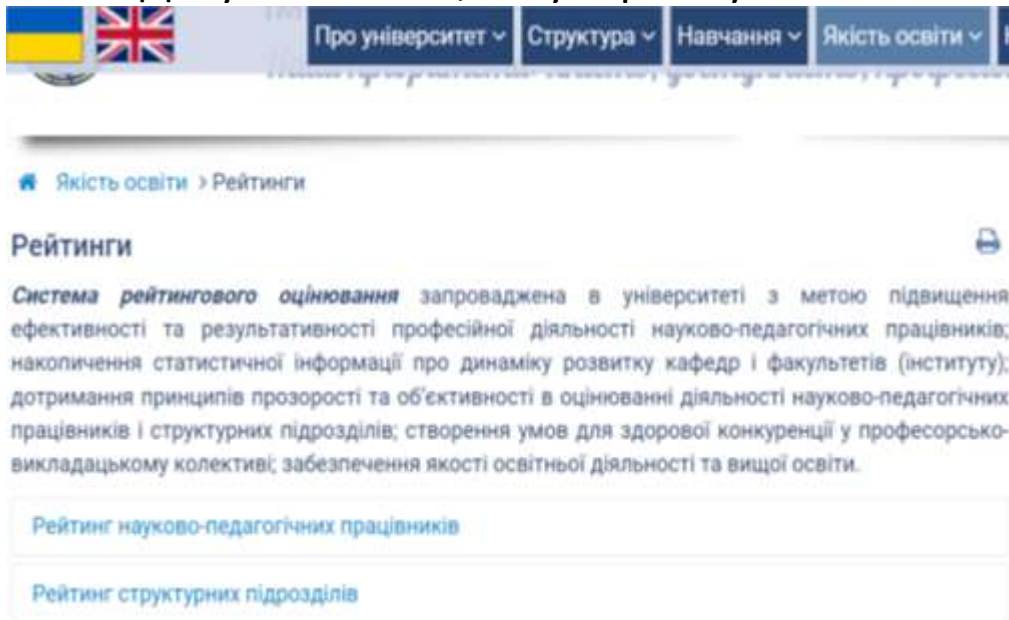 Про університет Структура Навчання Якість освіти
Якість освіти > Рейтинги
Рейтинги
Система рейтингового оцінювання запроваджена в університеті з метою підвищення
ефективності та результативності професійної діяльності науково-педагогічних працівників;
накопичення статистичної інформації про динаміку розвитку кафедр і факультетів (інституту);
дотримання принципів прозорості та об'єктивності в оцінюванні діяльності науково-педагогічних
працівників і структурних підрозділів; створення умов для здорової конкуренції у професорсько-
викладацькому колективі; забезпечення якості освітньої діяльності та вищої освіти.
Рейтинг науково-педагогічних працівників
Рейтинг структурних підрозділів